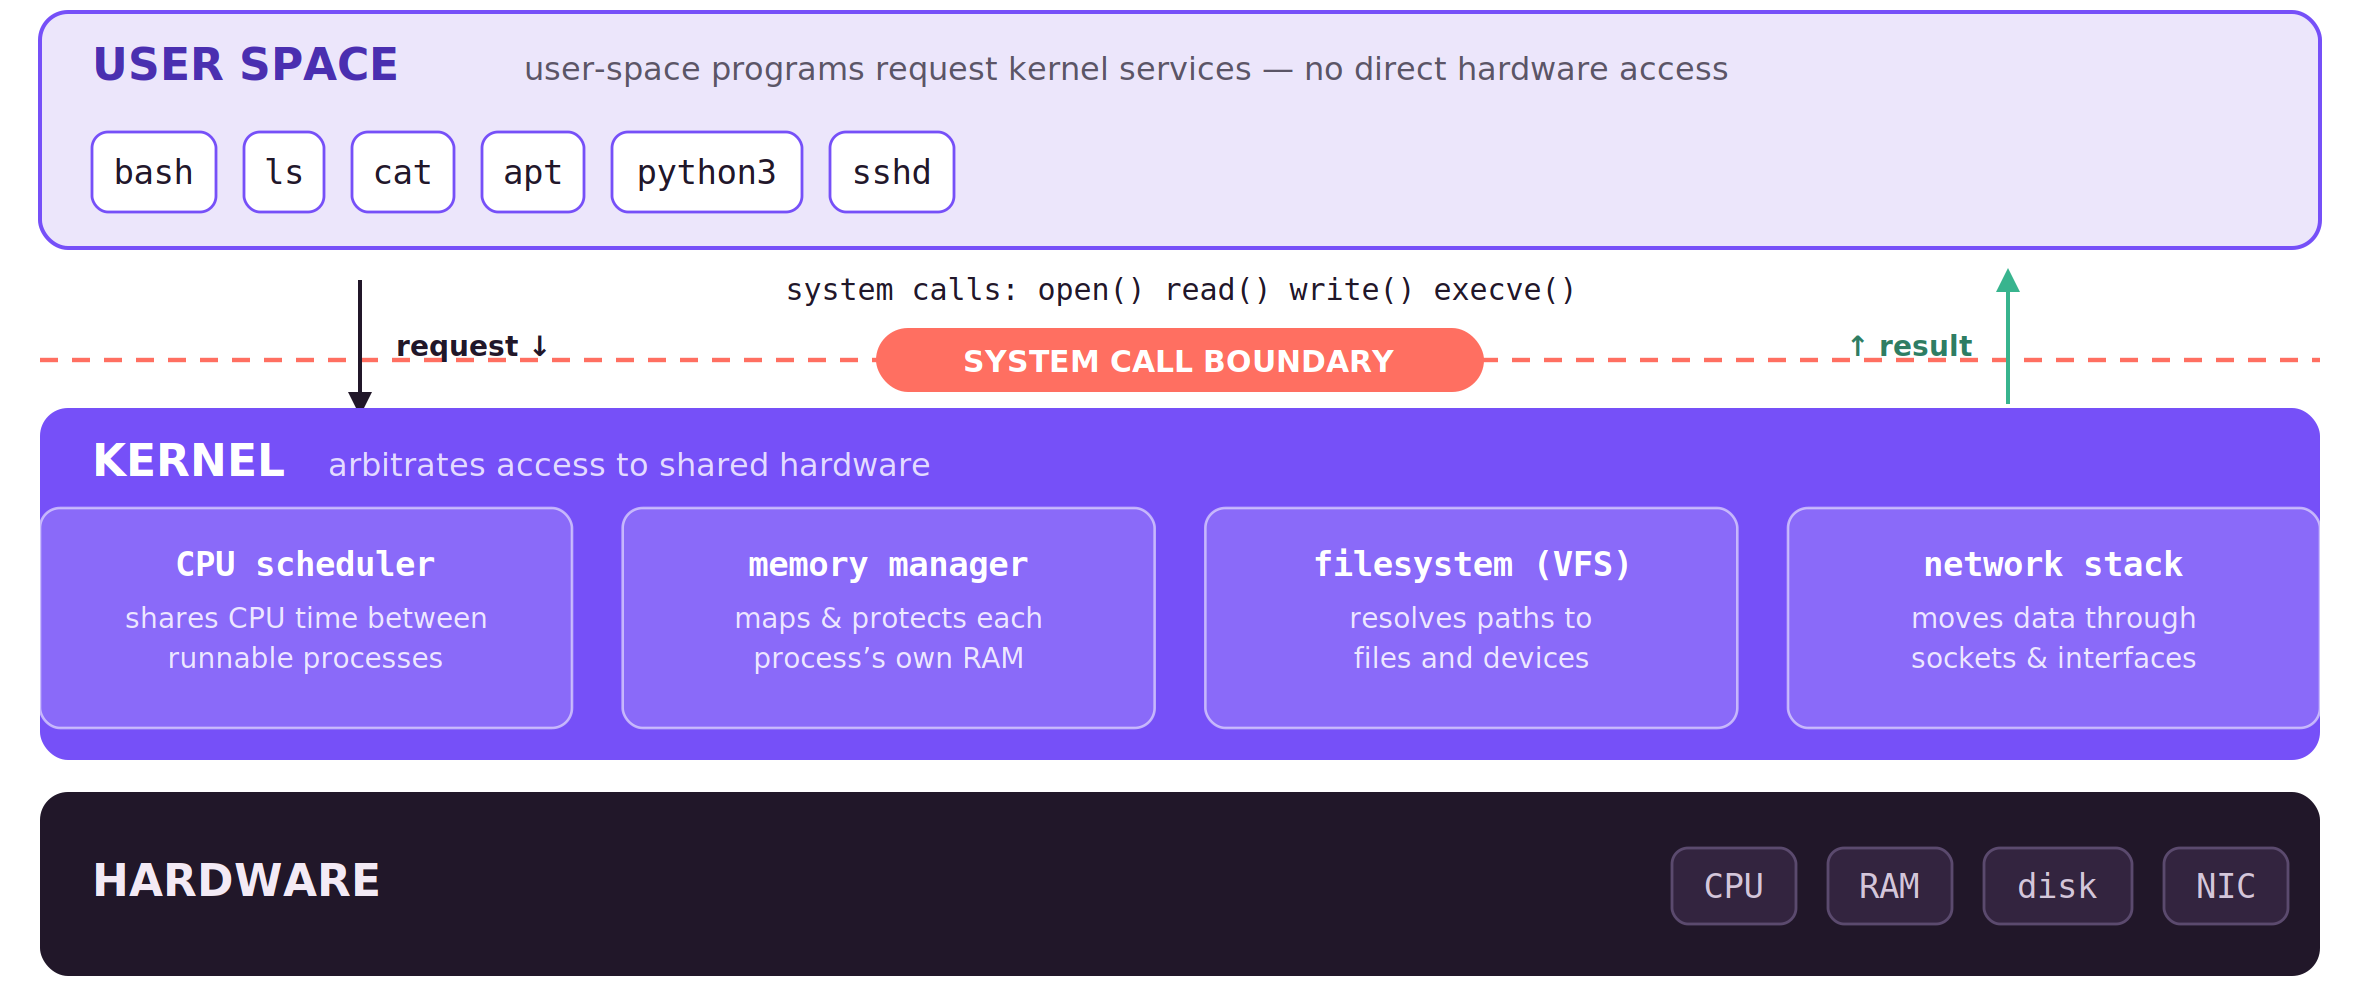 USER SPACE user-space programs request kernel services — no direct hardware access
bash ls cat apt python3 sshd
system calls: open() read() write() execve()
request ↓ SYSTEM CALL BOUNDARY ↑ result
KERNEL arbitrates access to shared hardware
CPU scheduler
shares CPU time between
runnable processes
memory manager
maps & protects each
process’s own RAM
filesystem (VFS)
resolves paths to
files and devices
network stack
moves data through
sockets & interfaces
HARDWARE CPU RAM disk NIC